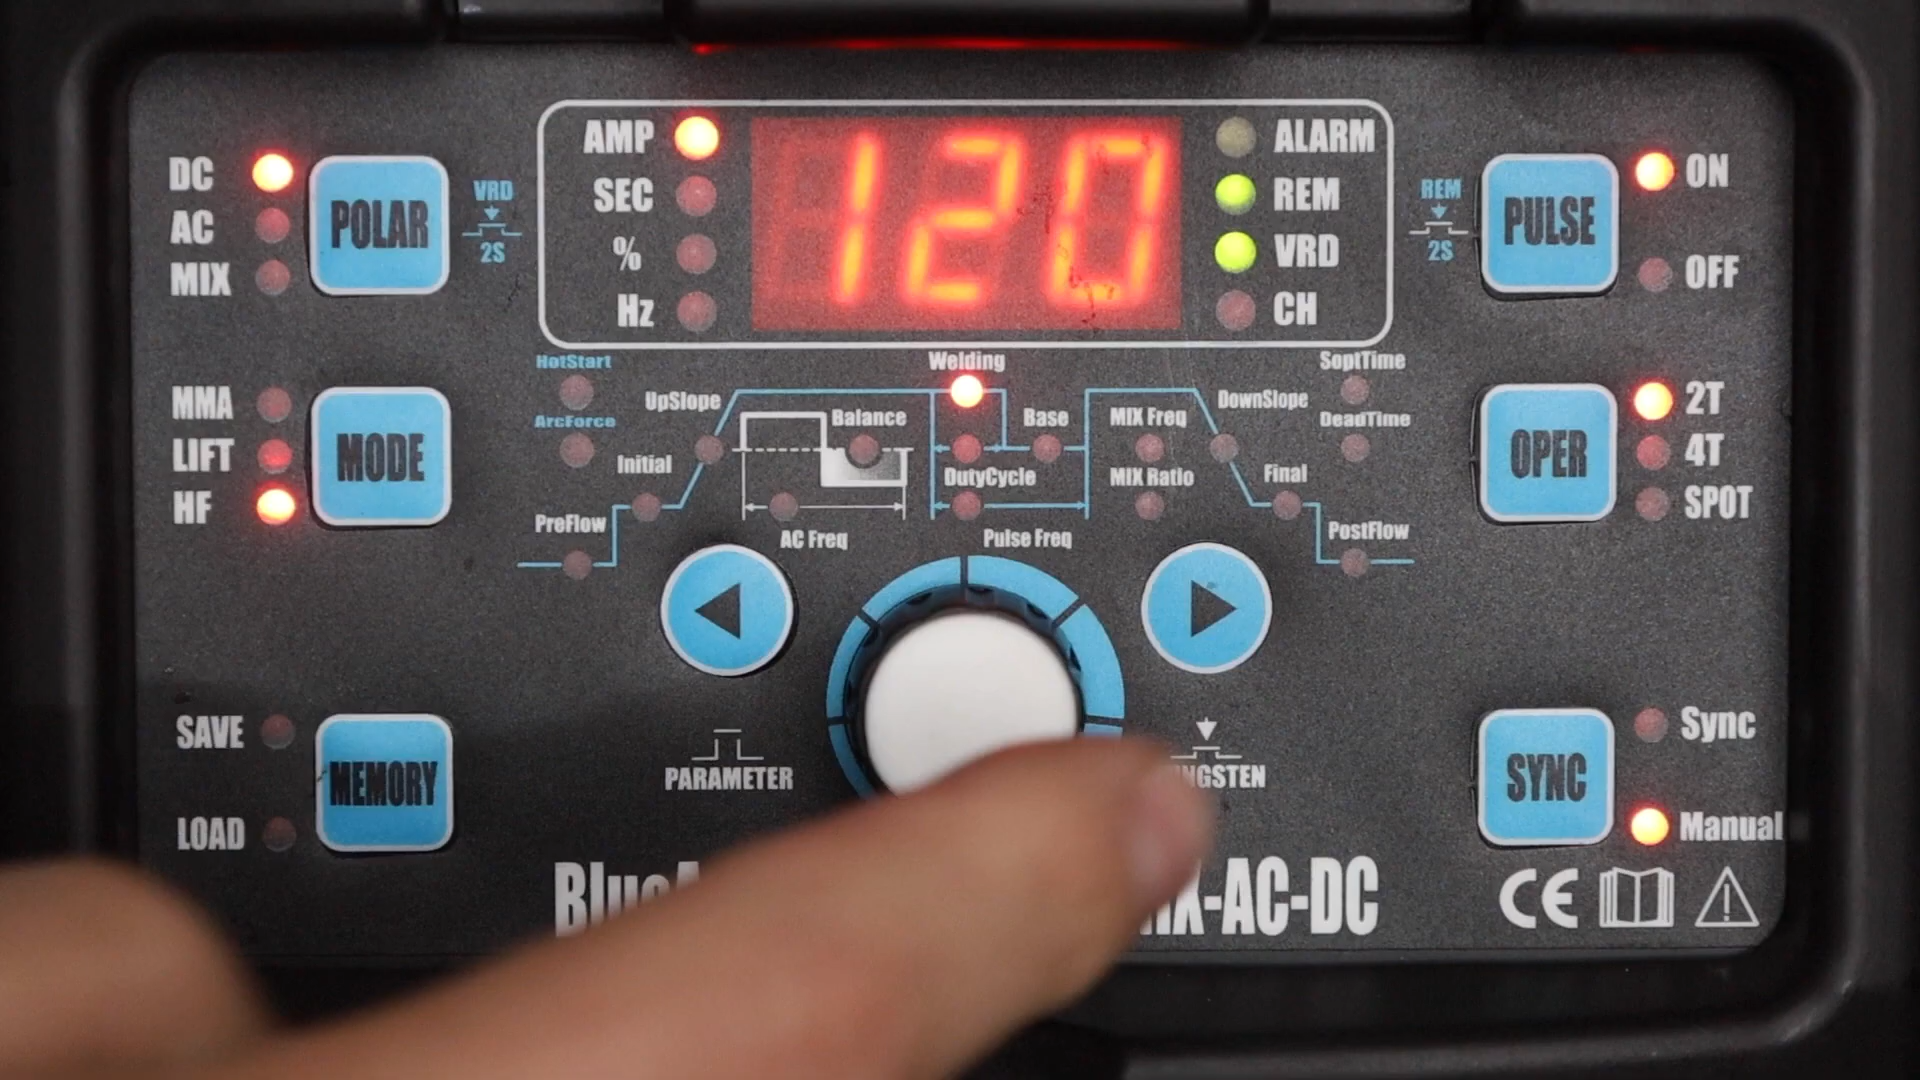 DC
AC
MIX
POLAR
VRD
2S
AMP
SEC
%
Hz
120
ALARM
REM
VRD
CH
REM
2S
PULSE
ON
OFF
MMA
LIFT
HF
MODE
HotStart
ArcForce
PreFlow
Initial
UpSlope
Balance
AC Freq
Welding
Base
DutyCycle
Pulse Freq
MIX Freq
MIX Ratio
DownSlope
Final
SoptTime
DeadTime
PostFlow
OPER
2T
4T
SPOT
SAVE
LOAD
MEMORY
PARAMETER
SYNC
Sync
Manual
-AC-DC
CE